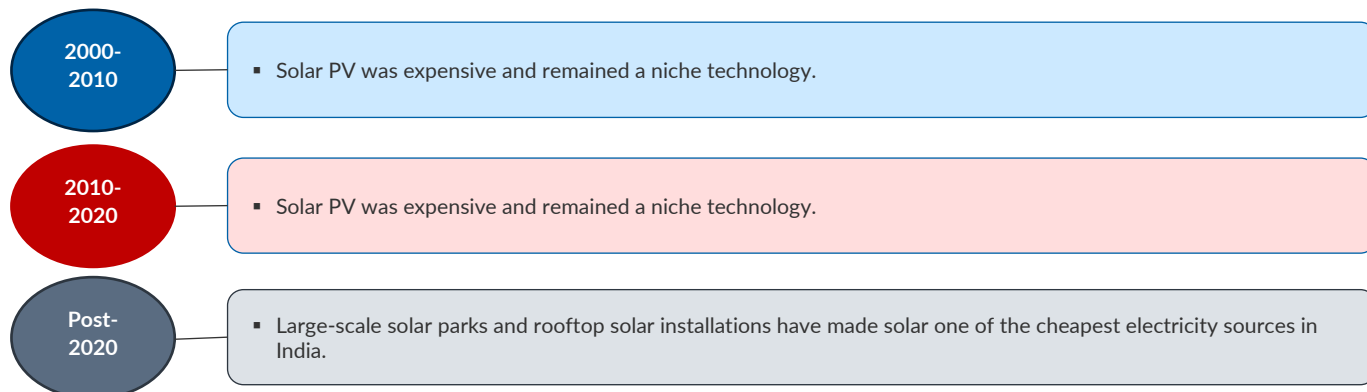 2000-
2010
▪ Solar PV was expensive and remained a niche technology.
2010-
2020
▪ Solar PV was expensive and remained a niche technology.
Post-
2020
▪ Large-scale solar parks and rooftop solar installations have made solar one of the cheapest electricity sources in
India.